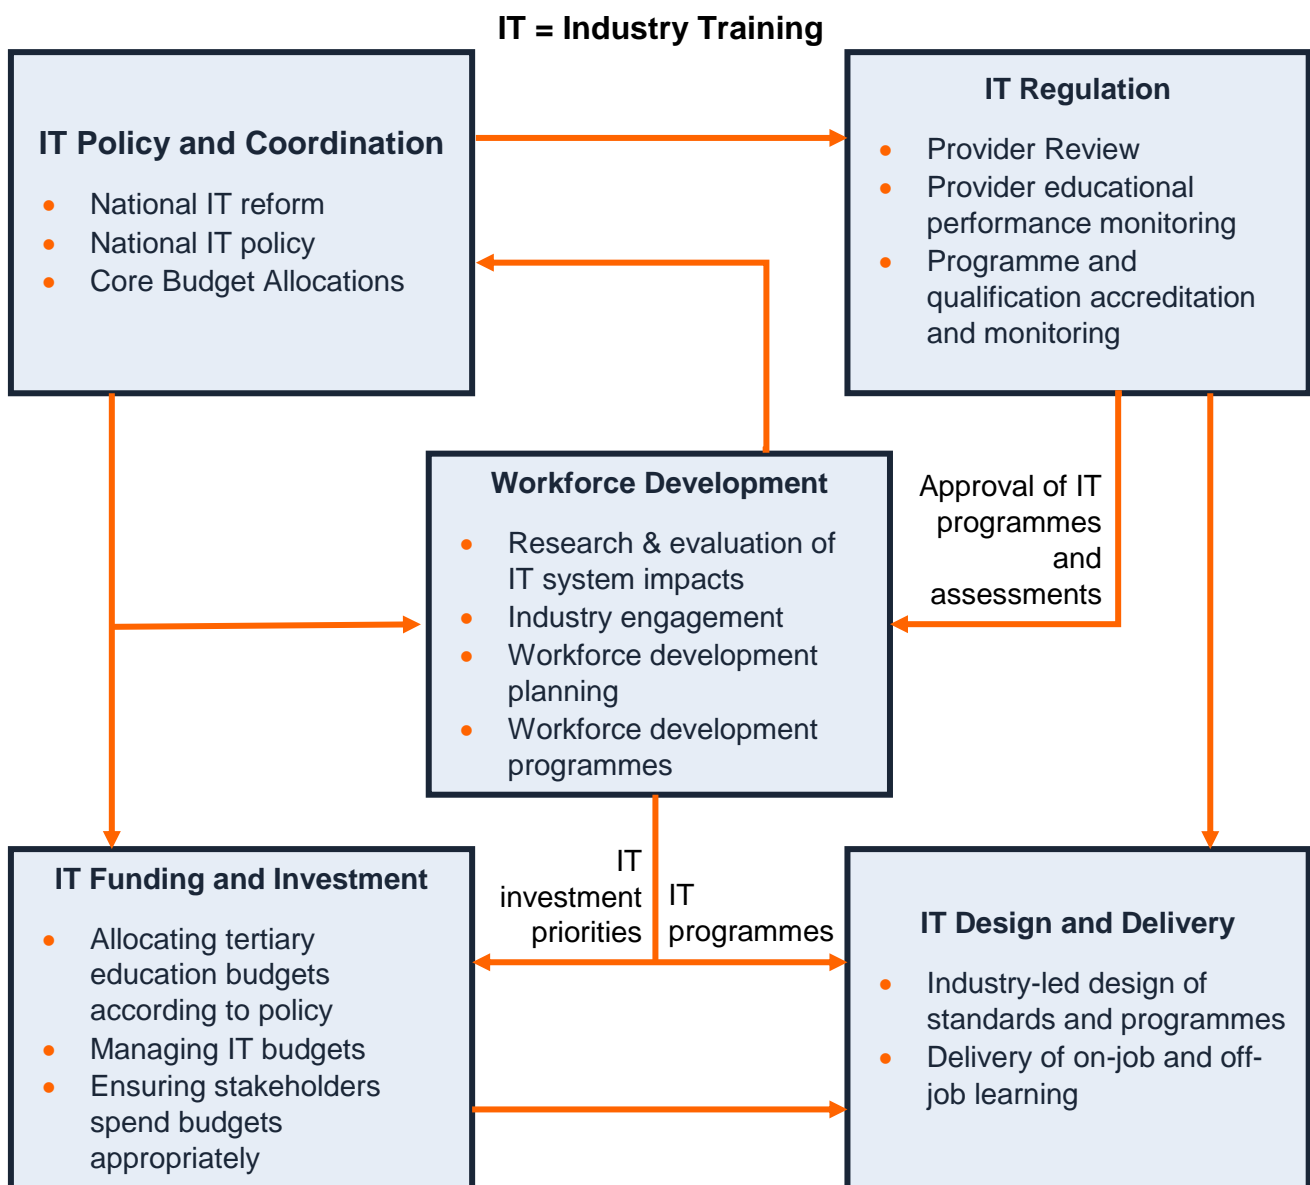 IT = Industry Training
IT Policy and Coordination
National IT reform
National IT policy
Core Budget Allocations
IT Regulation
Provider Review
Provider educational
performance monitoring
Programme and
qualification accreditation
and monitoring
Workforce Development
Research & evaluation of
IT system impacts
Industry engagement
Workforce development
planning
Workforce development
programmes
Approval of IT
programmes
and
assessments
IT
investment
priorities
IT
programmes
IT Funding and Investment
Allocating tertiary
education budgets
according to policy
Managing IT budgets
Ensuring stakeholders
spend budgets
appropriately
IT Design and Delivery
Industry-led design of
standards and programmes
Delivery of on-job and off-
job learning